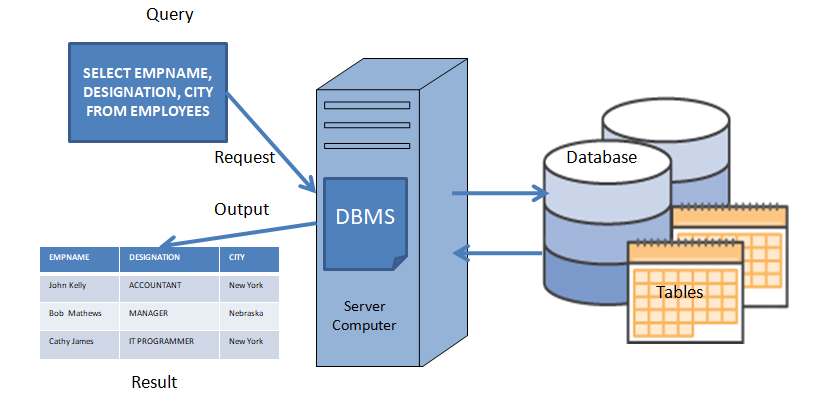 Query
SELECT EMPNAME,
DESIGNATION, CITY
FROM EMPLOYEES
Request
Output
DBMS
Server
Computer
Database
Tables
EMPNAME DESIGNATION CITY
John Kelly ACCOUNTANT New York
Bob  Mathews MANAGER Nebraska
Cathy James IT PROGRAMMER New York
Result